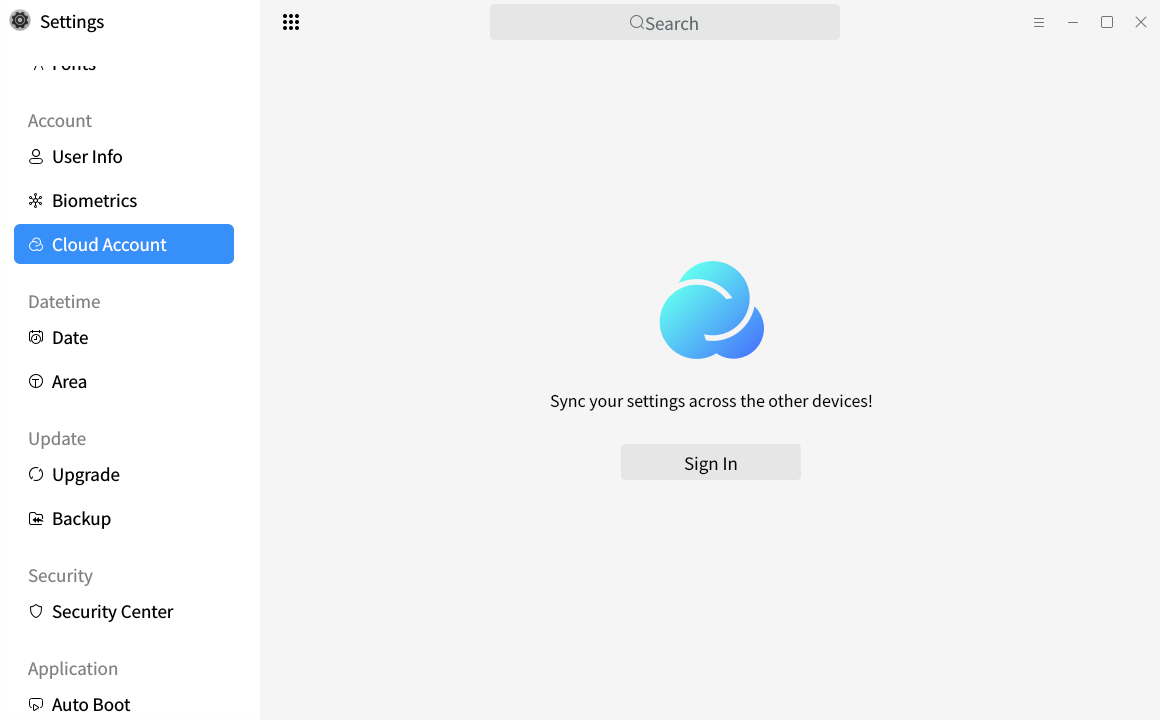 Settings
Search
Fonts
Account
User Info
Biometrics
Cloud Account
Datetime
Date
Area
Update
Upgrade
Backup
Security
Security Center
Application
Auto Boot
Sync your settings across the other devices!
Sign In